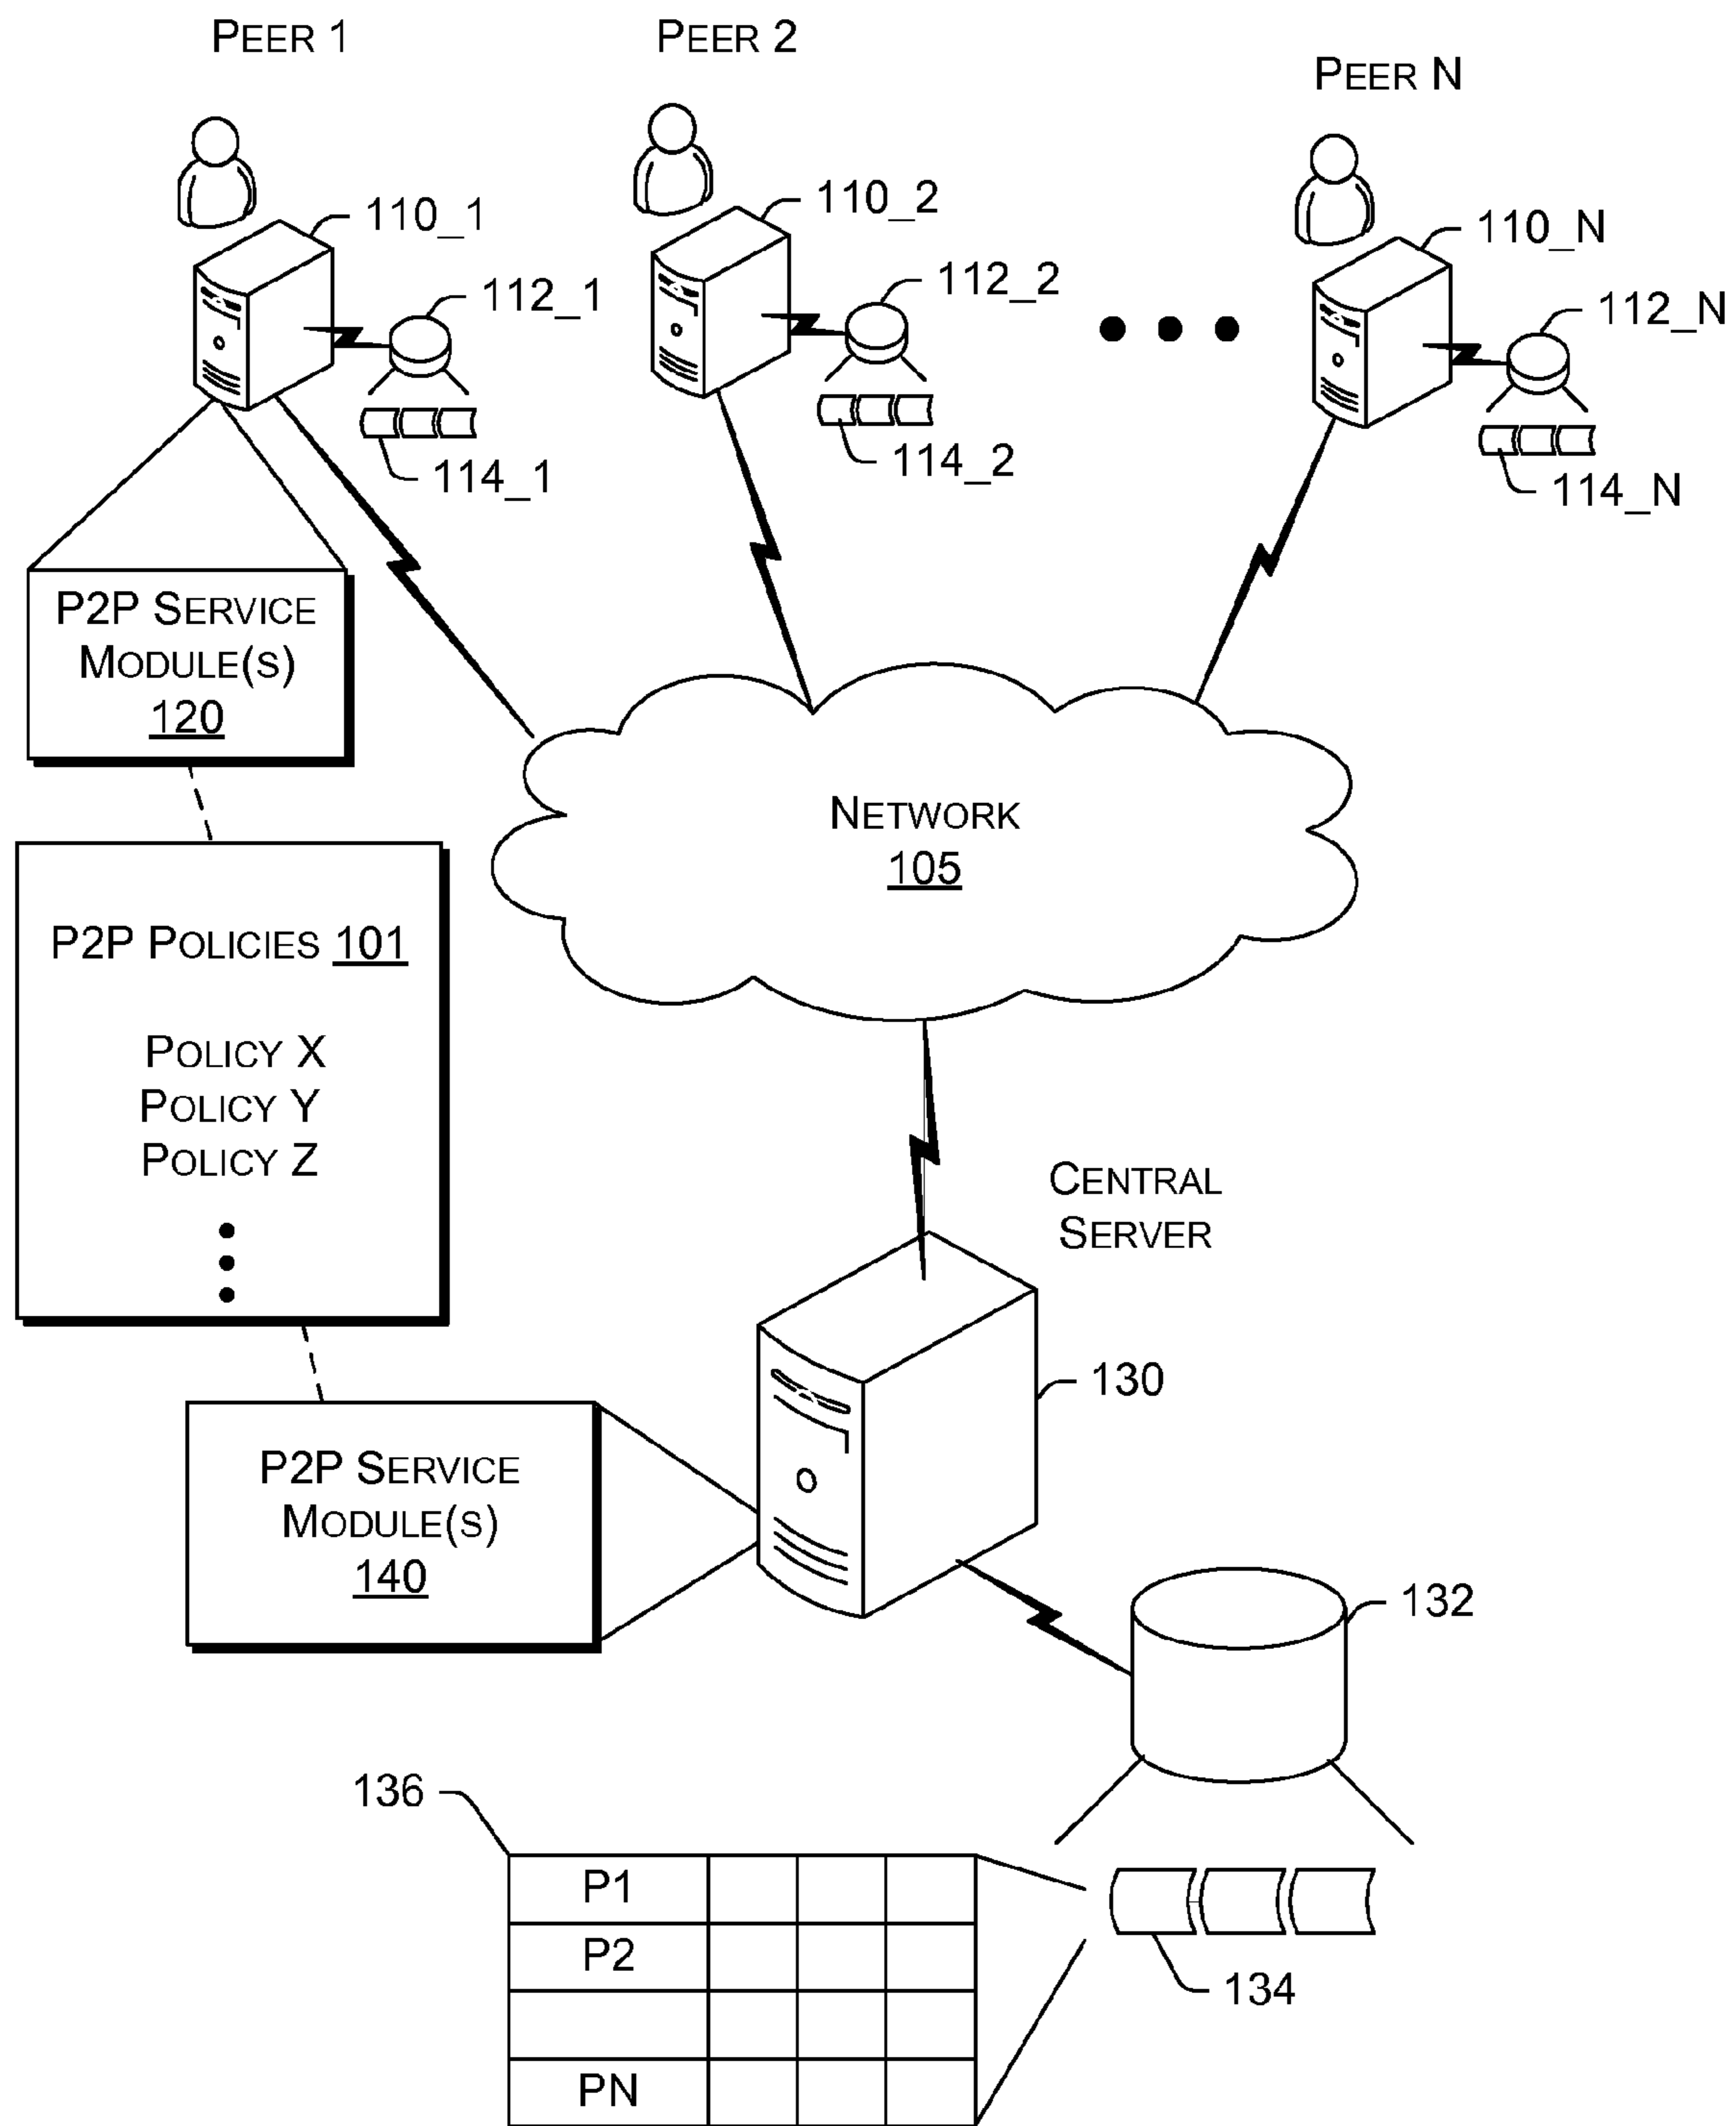 PEER 1
PEER 2
PEER N
110_1
110_2
110_N
112_1
112_2
112_N
114_1
114_2
114_N
P2P SERVICE
MODULE(S)
120
NETWORK
105
P2P POLICIES 101
POLICY X
POLICY Y
POLICY Z
CENTRAL
SERVER
130
P2P SERVICE
MODULE(S)
140
132
136
P1
P2
PN
134